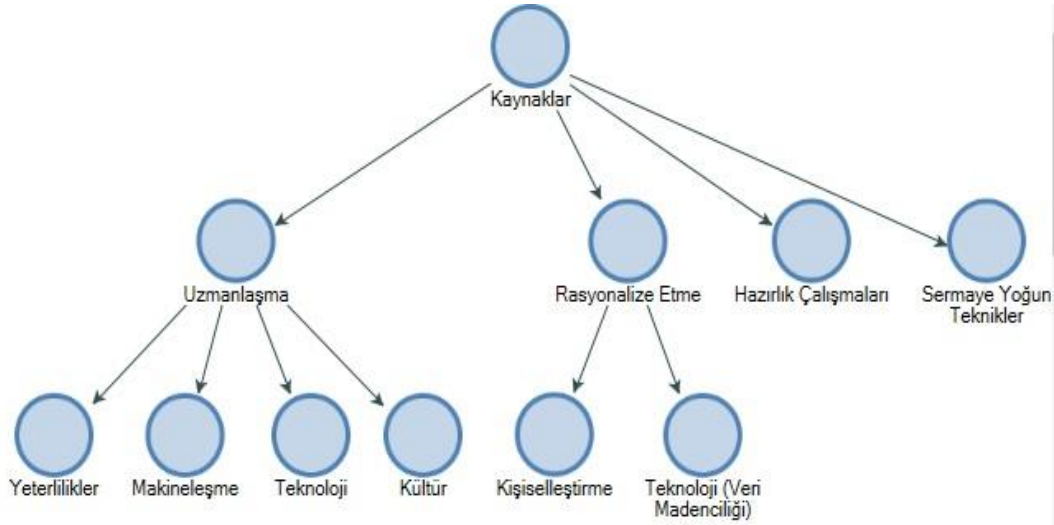 Kaynaklar
Uzmanlaşma
Rasyonalize Etme
Hazırlık Çalışmaları
Sermaye Yoğun
Teknikler
Yeterlilikler
Makineleşme
Teknoloji
Kültür
Kişiselleştirme
Teknoloji (Veri
Madenciliği)